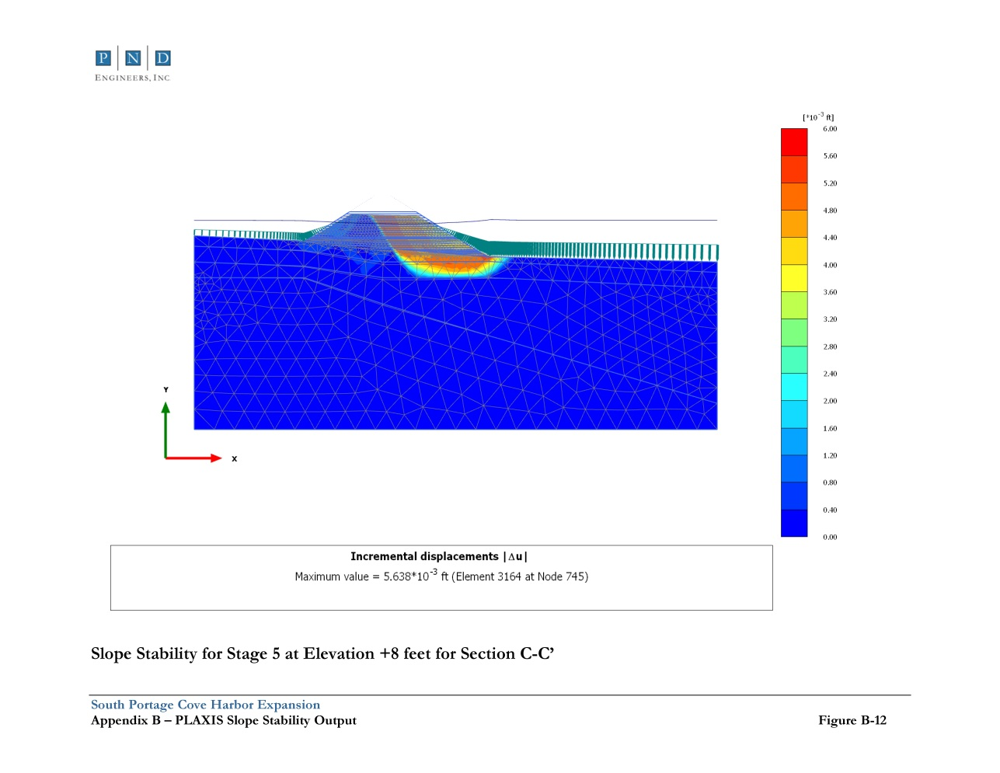 P N D
ENGINEERS, INC.
[*10-3 ft]
6.00
5.60
5.20
4.80
4.40
4.00
3.60
3.20
2.80
2.40
2.00
1.60
1.20
0.80
0.40
0.00
Y
X
Incremental displacements |Δu|
Maximum value = 5.638*10-3 ft (Element 3164 at Node 745)
Slope Stability for Stage 5 at Elevation +8 feet for Section C-C’
South Portage Cove Harbor Expansion
Appendix B – PLAXIS Slope Stability Output Figure B-12